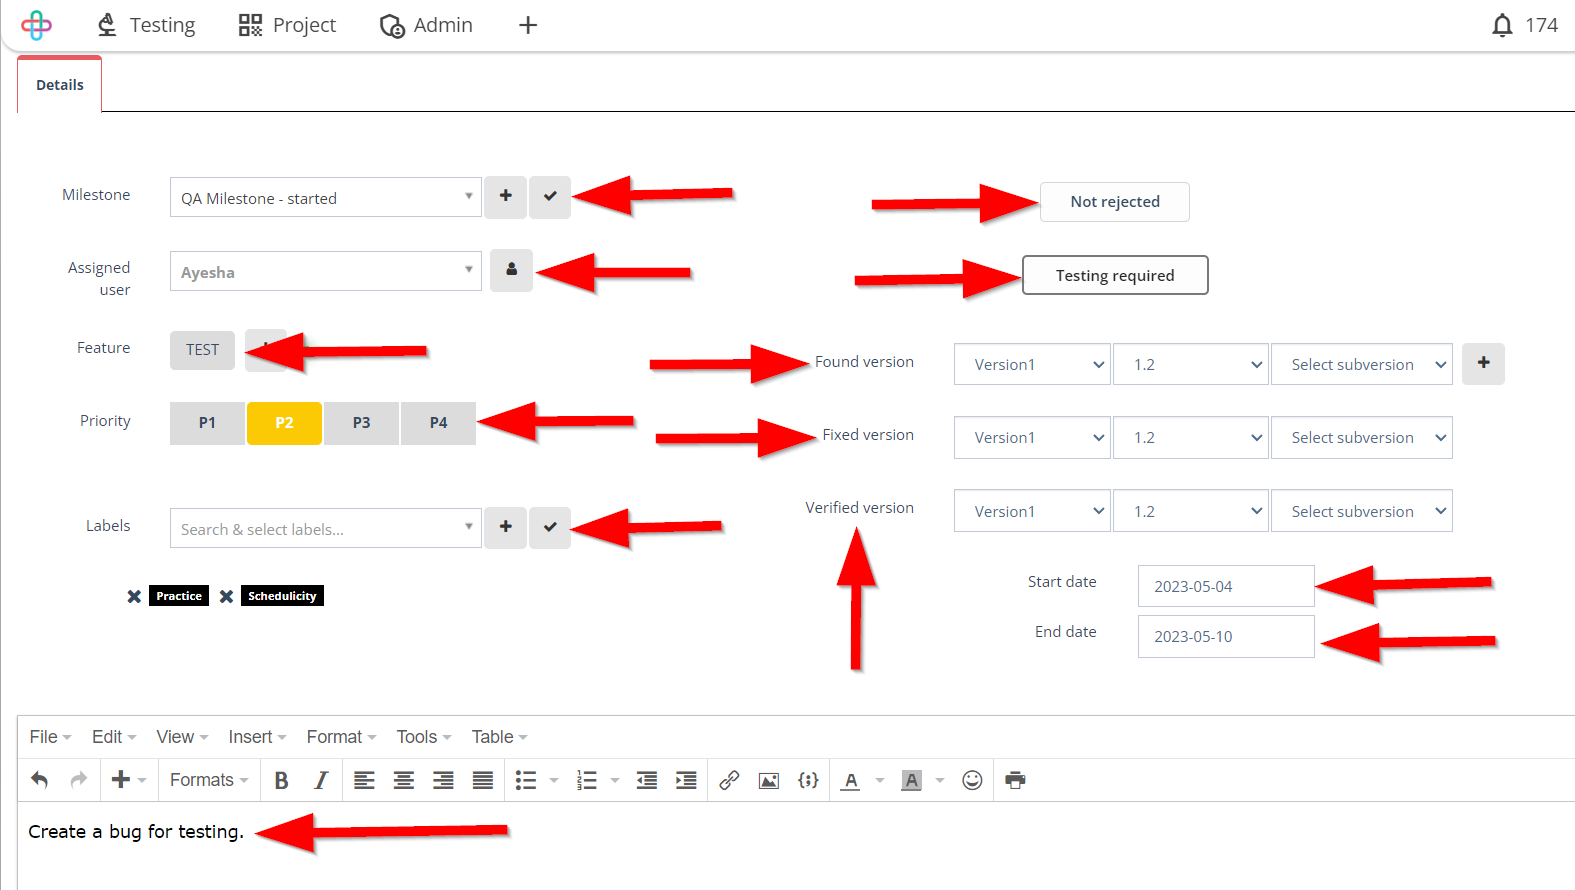 Testing Project Admin 174
Details
Milestone QA Milestone - started Not rejected
Assigned user Ayesha Testing required
Feature TEST
Found version Version1 1.2 Select subversion
Priority P1 P2 P3 P4
Fixed version Version1 1.2 Select subversion
Labels Search & select labels...
Verified version Version1 1.2 Select subversion
Practice Schedulicity
Start date 2023-05-04
End date 2023-05-10
File Edit View Insert Format Tools Table
Formats B I A A
Create a bug for testing.